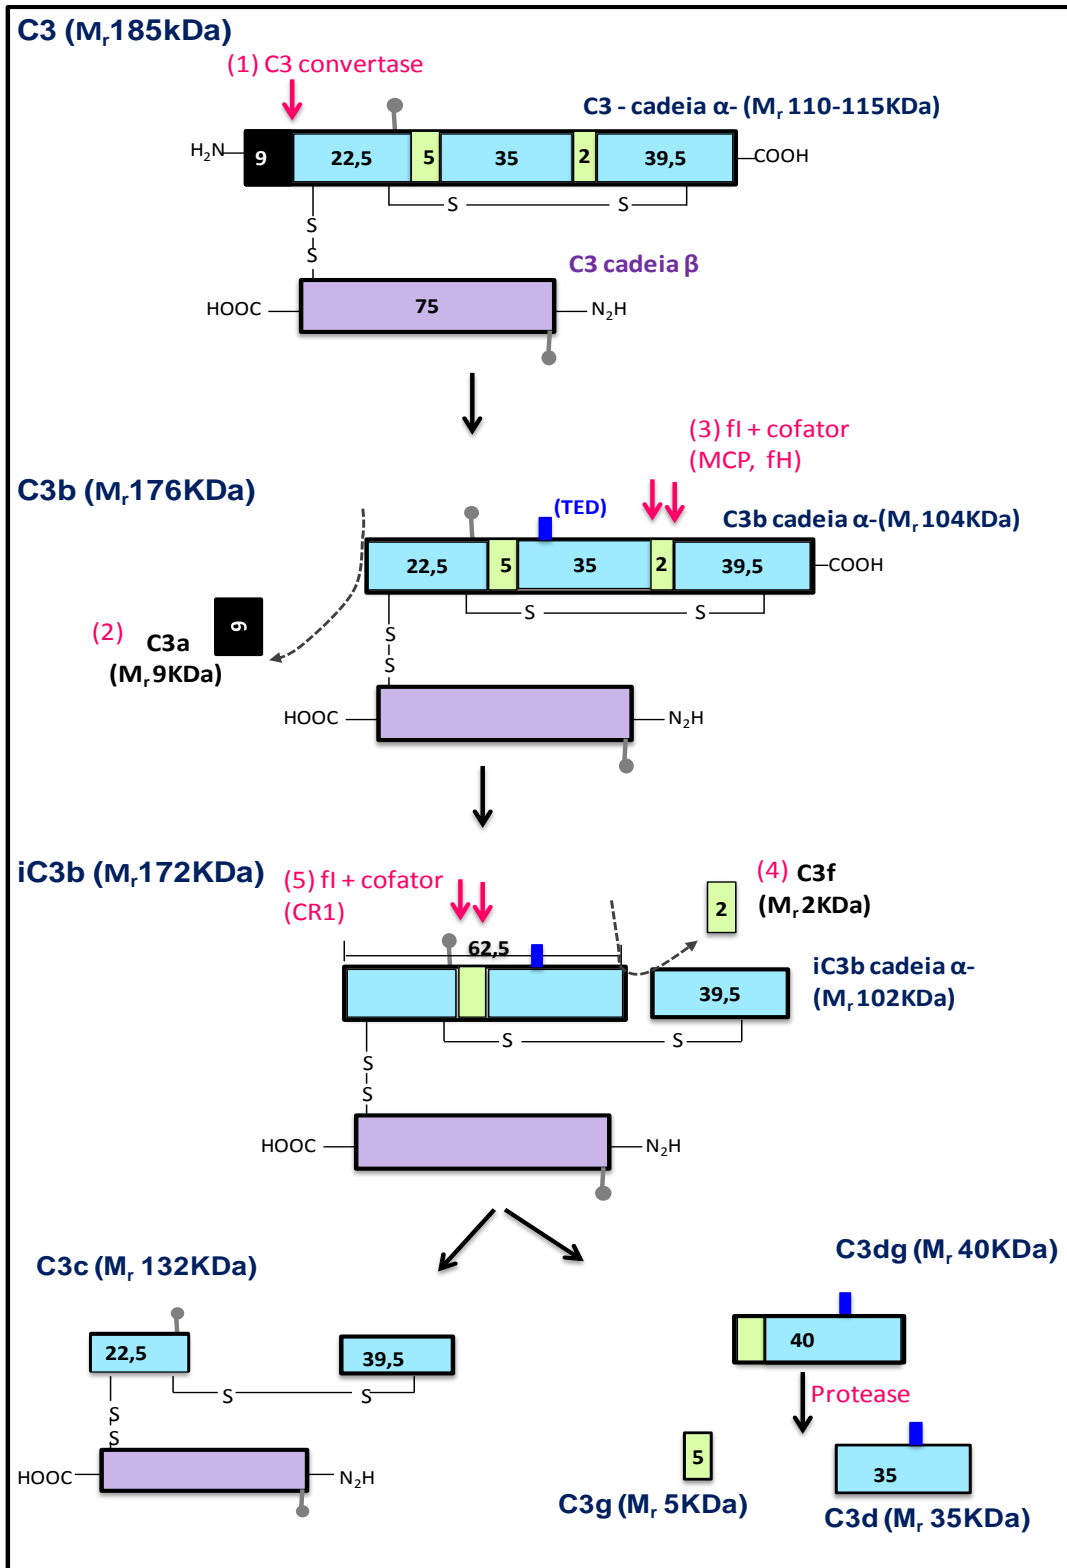 C3 (Mr185kDa)
(1) C3 convertase
C3 - cadeia α- (Mr 110-115KDa)
H2N
9
22,5
5
35
2
39,5
COOH
S
S
S
S
C3 cadeia β
HOOC
75
N2H
(3) fI + cofator
(MCP, fH)
C3b (Mr176KDa)
(TED)
C3b cadeia α-(Mr 104KDa)
22,5
5
35
2
39,5
COOH
S
S
(2)
C3a
(Mr 9KDa)
9
S
S
HOOC
N2H
iC3b (Mr172KDa)
(5) fI + cofator
(CR1)
(4) C3f
(Mr 2KDa)
2
62,5
iC3b cadeia α-
(Mr 102KDa)
39,5
S
S
S
S
HOOC
N2H
C3c (Mr 132KDa)
C3dg (Mr 40KDa)
22,5
39,5
40
S
S
Protease
S
S
HOOC
N2H
5
35
C3g (Mr 5KDa)
C3d (Mr 35KDa)